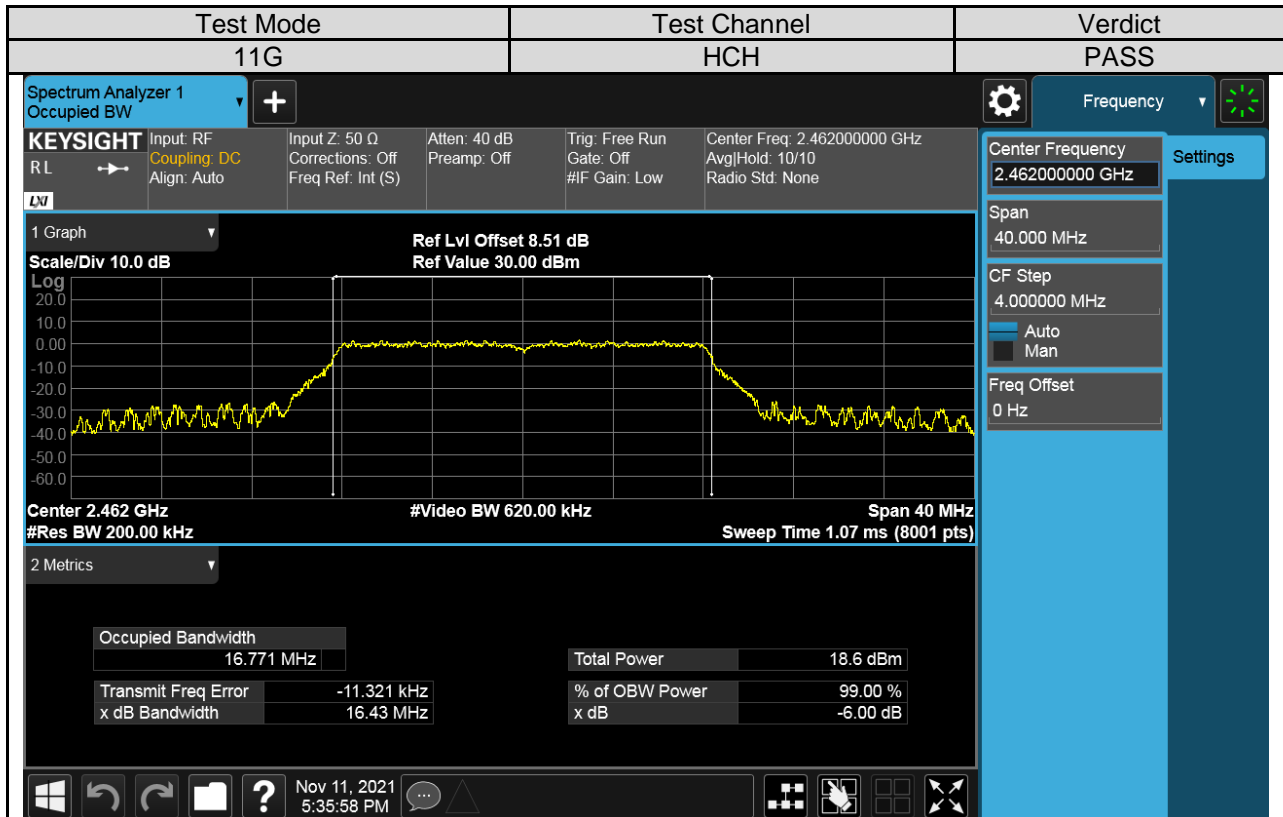 Test Mode Test Channel Verdict
11G HCH PASS
Spectrum Analyzer 1
Occupied BW
Frequency
KEYSIGHT Input: RF Input Z: 50 Ω Atten: 40 dB Trig: Free Run Center Freq: 2.462000000 GHz
RL Coupling: DC Corrections: Off Preamp: Off Gate: Off Avg|Hold: 10/10
Align: Auto Freq Ref: Int (S) #IF Gain: Low Radio Std: None
LXI
Center Frequency
2.462000000 GHz
Settings
Span
40.000 MHz
CF Step
4.000000 MHz
Auto
Man
Freq Offset
0 Hz
1 Graph
Ref Lvl Offset 8.51 dB
Scale/Div 10.0 dB Ref Value 30.00 dBm
Log
20.0
10.0
0.00
-10.0
-20.0
-30.0
-40.0
-50.0
-60.0
Center 2.462 GHz #Video BW 620.00 kHz Span 40 MHz
#Res BW 200.00 kHz Sweep Time 1.07 ms (8001 pts)
2 Metrics
Occupied Bandwidth
16.771 MHz Total Power 18.6 dBm
Transmit Freq Error -11.321 kHz % of OBW Power 99.00 %
x dB Bandwidth 16.43 MHz x dB -6.00 dB
Nov 11, 2021
5:35:58 PM